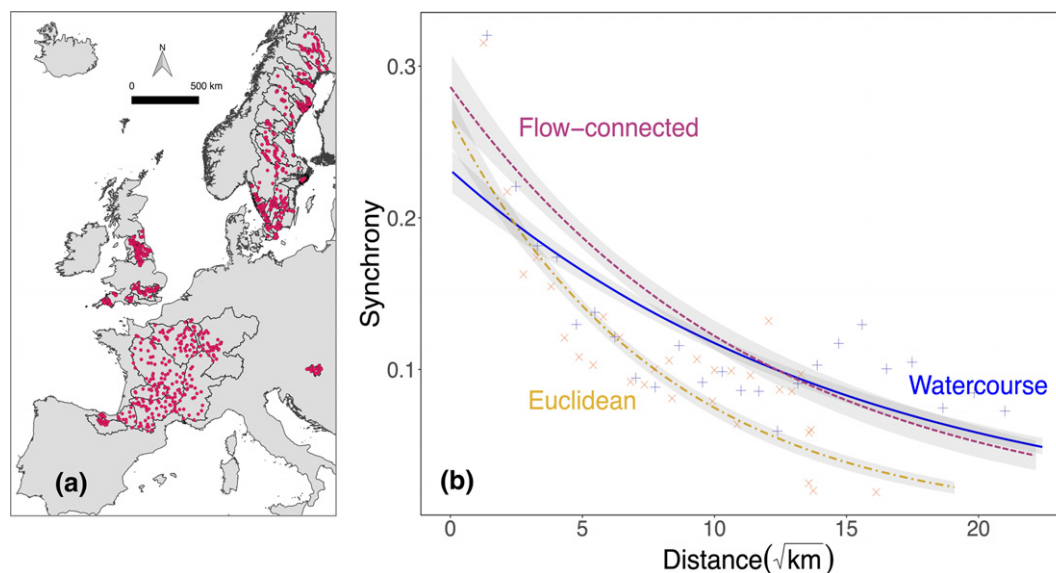 N
0 500 km
(a)
Synchrony
0.3
0.2
0.1
0 5 10 15 20
Distance(√km)
Flow-connected
Watercourse
Euclidean
(b)